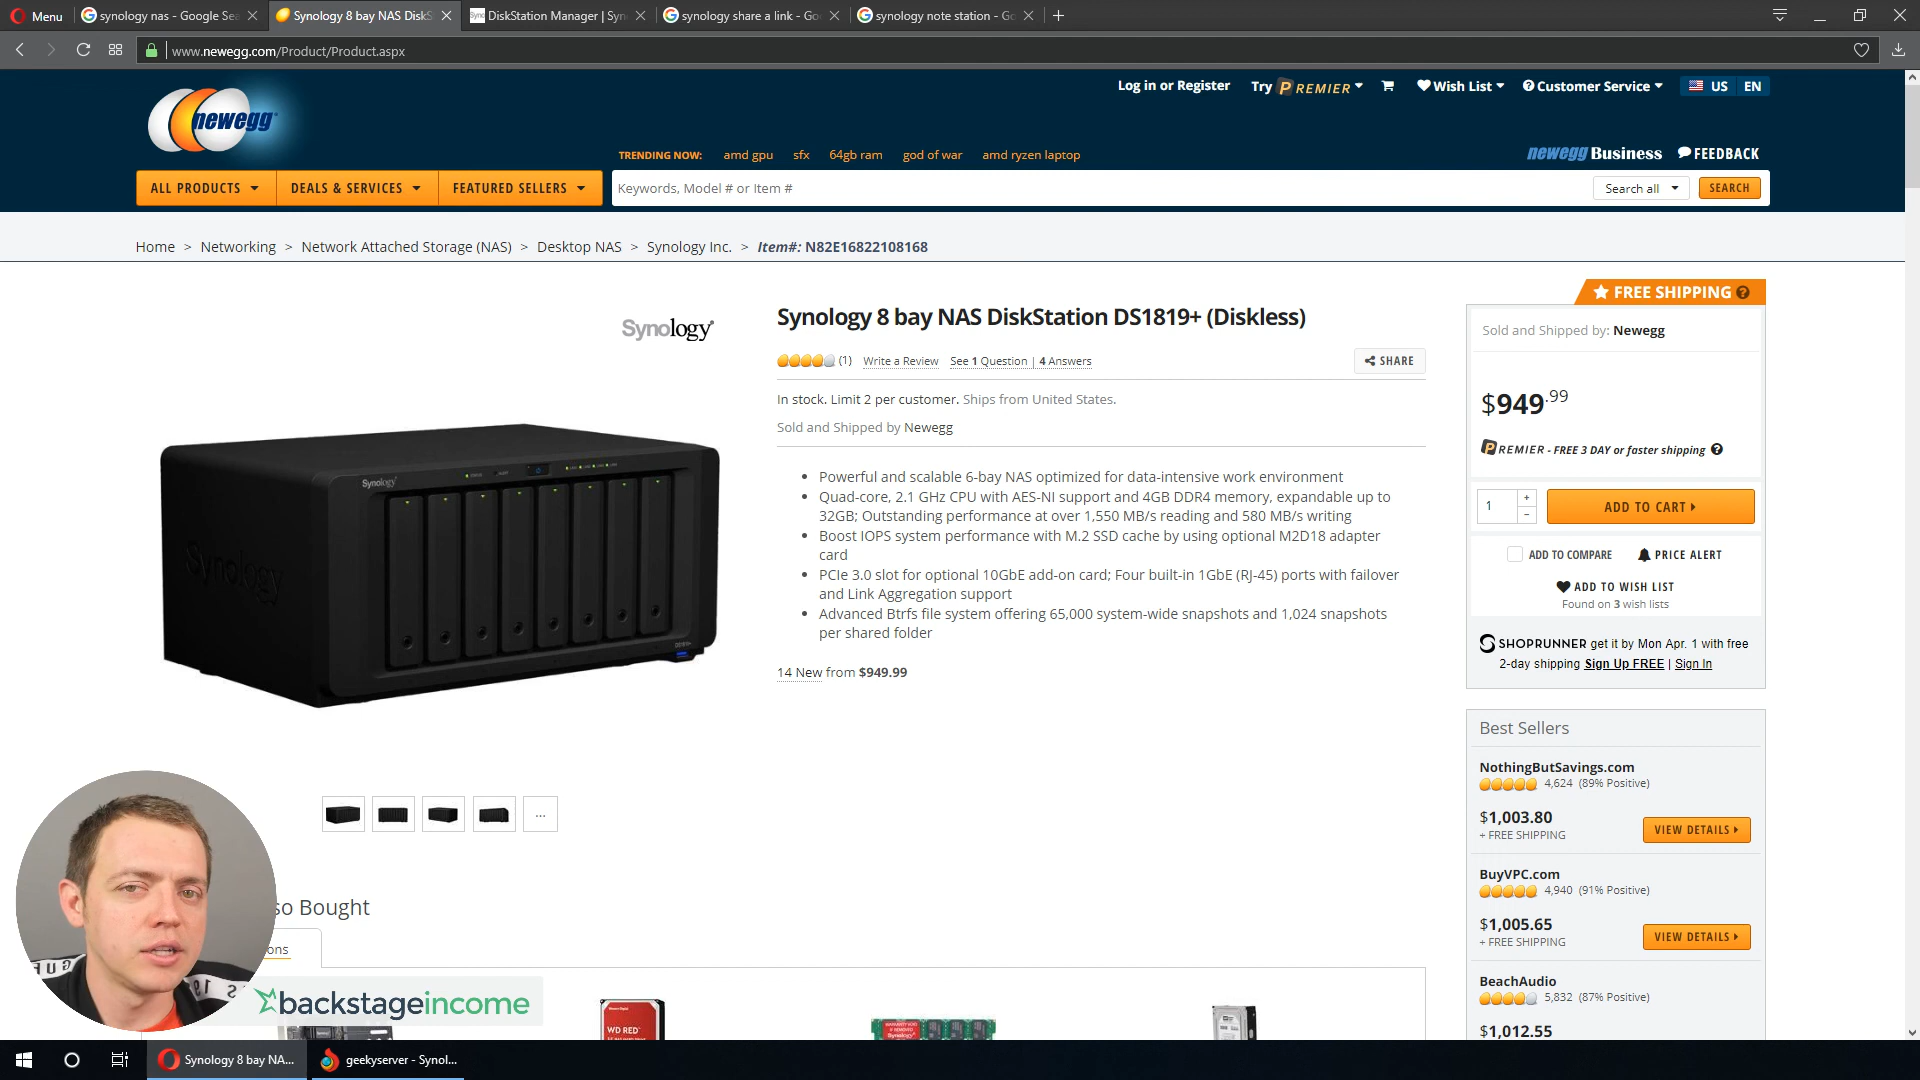 Menu
synology nas - Google Sea
Synology 8 bay NAS DiskS
DiskStation Manager | Syn
synology share a link - Go
synology note station - Go
www.newegg.com/Product/Product.aspx
newegg
Log in or Register
Try PREMIER
Wish List
Customer Service
US
EN
TRENDING NOW: amd gpu sfx 64gb ram god of war amd ryzen laptop
newegg Business
FEEDBACK
ALL PRODUCTS
DEALS & SERVICES
FEATURED SELLERS
Keywords, Model # or Item #
Search all
SEARCH
Home > Networking > Network Attached Storage (NAS) > Desktop NAS > Synology Inc. > Item#: N82E16822108168
Synology
Synology 8 bay NAS DiskStation DS1819+ (Diskless)
(1) Write a Review See 1 Question | 4 Answers
SHARE
In stock. Limit 2 per customer. Ships from United States.
Sold and Shipped by Newegg
• Powerful and scalable 6-bay NAS optimized for data-intensive work environment
• Quad-core, 2.1 GHz CPU with AES-NI support and 4GB DDR4 memory, expandable up to
32GB; Outstanding performance at over 1,550 MB/s reading and 580 MB/s writing
• Boost IOPS system performance with M.2 SSD cache by using optional M2D18 adapter
card
• PCIe 3.0 slot for optional 10GbE add-on card; Four built-in 1GbE (RJ-45) ports with failover
and Link Aggregation support
• Advanced Btrfs file system offering 65,000 system-wide snapshots and 1,024 snapshots
per shared folder
14 New from $949.99
Synology
Synology
DS1819+
...
FREE SHIPPING
Sold and Shipped by: Newegg
$949.99
PREMIER - FREE 3 DAY or faster shipping
1
+
-
ADD TO CART
ADD TO COMPARE
PRICE ALERT
ADD TO WISH LIST
Found on 3 wish lists
SHOPRUNNER get it by Mon Apr. 1 with free
2-day shipping Sign Up FREE | Sign In
Best Sellers
NothingButSavings.com
4,624 (89% Positive)
$1,003.80
+ FREE SHIPPING
VIEW DETAILS
BuyVPC.com
4,940 (91% Positive)
$1,005.65
+ FREE SHIPPING
VIEW DETAILS
BeachAudio
5,832 (87% Positive)
$1,012.55
so Bought
ons
WD RED
backstageincome
Synology 8 bay NA...
geekyserver - Synol...